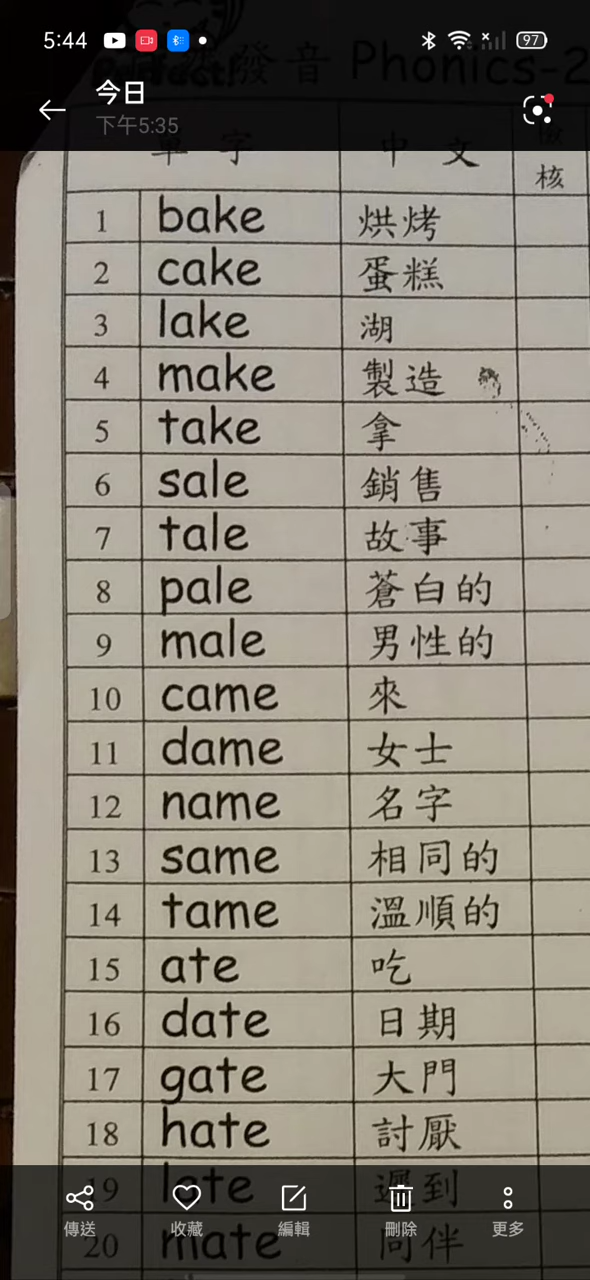 5:44
97
發音 Phonics-2
Perfect!
今日
下午5:35
單字 中文 檢核
1 bake 烘烤
2 cake 蛋糕
3 lake 湖
4 make 製造
5 take 拿
6 sale 銷售
7 tale 故事
8 pale 蒼白的
9 male 男性的
10 came 來
11 dame 女士
12 name 名字
13 same 相同的
14 tame 溫順的
15 ate 吃
16 date 日期
17 gate 大門
18 hate 討厭
19 late 遲到
20 mate 同伴
傳送 收藏 編輯 刪除 更多